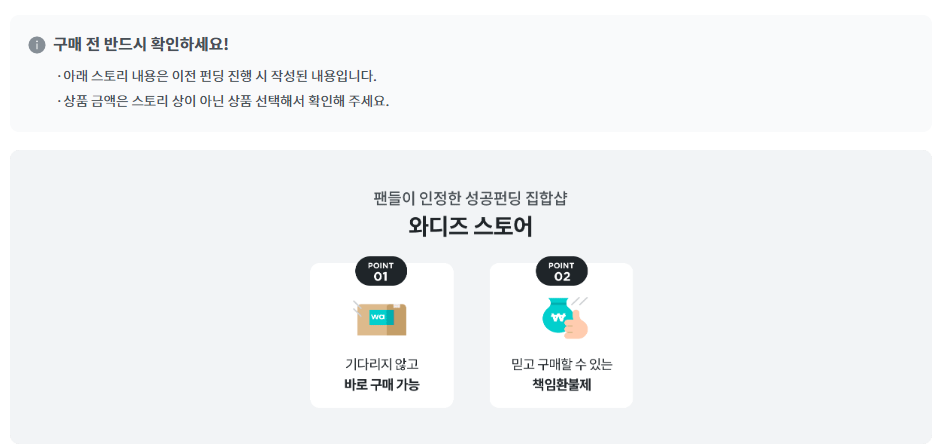 구매 전 반드시 확인하세요!
· 아래 스토리 내용은 이전 펀딩 진행 시 작성된 내용입니다.
· 상품 금액은 스토리 상이 아닌 상품 선택해서 확인해 주세요.
팬들이 인정한 성공펀딩 집합샵
와디즈 스토어
POINT
01
wa
기다리지 않고
바로 구매 가능
POINT
02
₩
믿고 구매할 수 있는
책임환불제